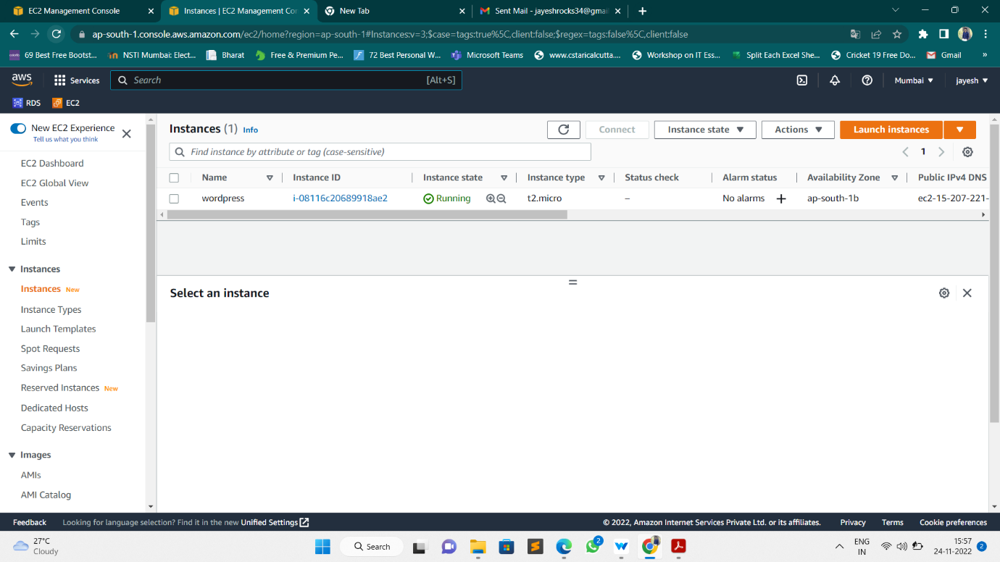 EC2 Management Console
Instances | EC2 Management Cor
New Tab
Sent Mail - jayeshrocks34@gmai
ap-south-1.console.aws.amazon.com/ec2/home?region=ap-south-1#Instances:v=3;$case=tags:true%5C,client:false;$regex=tags:false%5C,client:false
69 Best Free Bootst... NSTI Mumbai: Elect... Bharat Free & Premium Pe... 72 Best Personal W... Microsoft Teams www.cstaricalcutta.... Workshop on IT Ess... Split Each Excel She... Cricket 19 Free Do... Gmail »
aws Services Search [Alt+S] Mumbai jayesh
RDS EC2
New EC2 Experience
Tell us what you think
EC2 Dashboard
EC2 Global View
Events
Tags
Limits
Instances
Instances New
Instance Types
Launch Templates
Spot Requests
Savings Plans
Reserved Instances New
Dedicated Hosts
Capacity Reservations
Images
AMIs
AMI Catalog
Instances (1) Info
Connect Instance state Actions Launch instances
Find instance by attribute or tag (case-sensitive)
1
Name Instance ID Instance state Instance type Status check Alarm status Availability Zone Public IPv4 DNS
wordpress i-08116c20689918ae2 Running t2.micro – No alarms + ap-south-1b ec2-15-207-221-
Select an instance
Feedback Looking for language selection? Find it in the new Unified Settings © 2022, Amazon Internet Services Private Ltd. or its affiliates. Privacy Terms Cookie preferences
27°C
Cloudy
Search
2
ENG
IN
15:57
24-11-2022
2